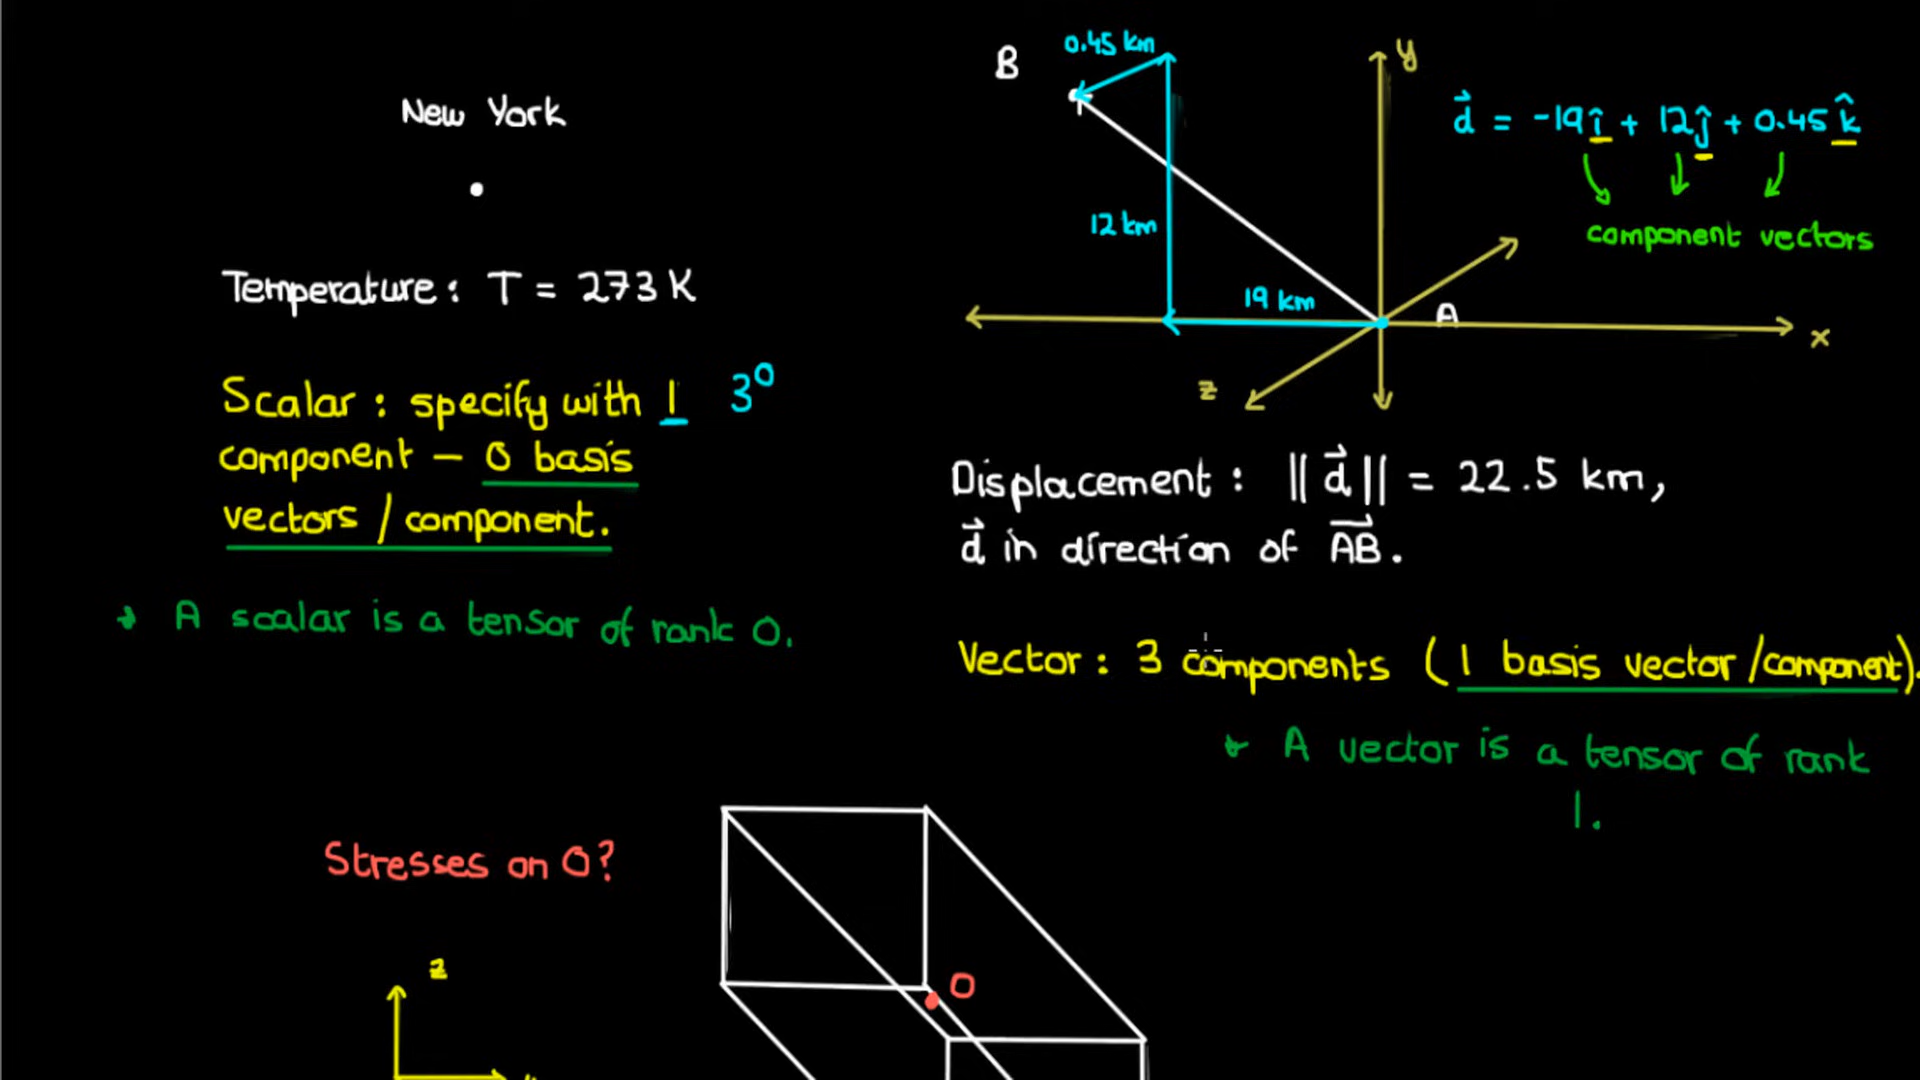 New York
Temperature: T = 273 K
Scalar: specify with 1 3⁰
component – 0 basis
vectors / component.
* A scalar is a tensor of rank 0.
B
0.45 km
12 km
19 km
A
y
x
z
d⃗ = -19î + 12ĵ + 0.45 k̂
component vectors
Displacement: ||d⃗|| = 22.5 km,
d⃗ in direction of A⃗B⃗.
Vector: 3 components (1 basis vector/component).
* A vector is a tensor of rank
1.
Stresses on O?
O
z